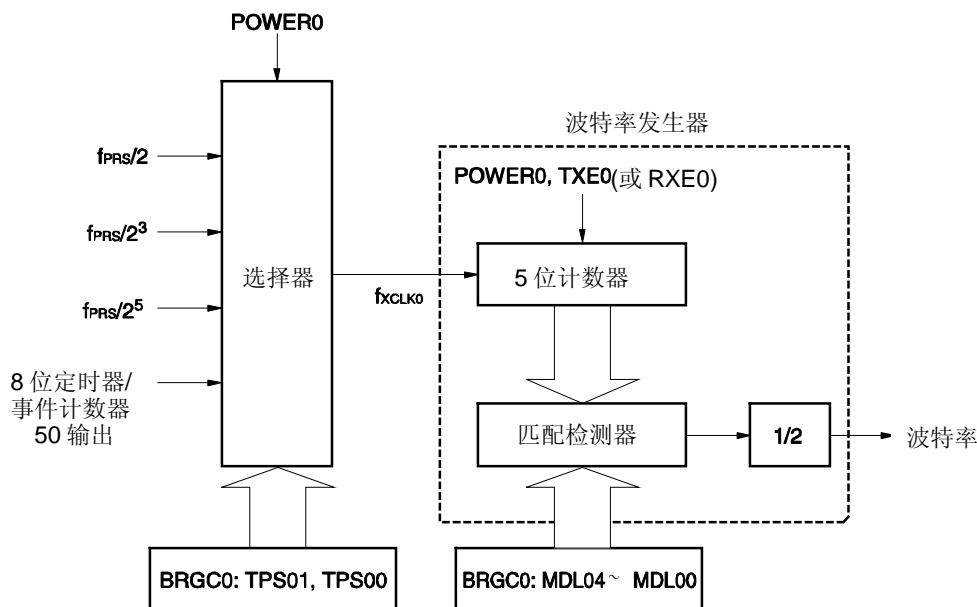 POWER0
波特率发生器
fPRS/2
POWER0, TXE0(或 RXE0)
fPRS/2³
选择器
5 位计数器
fXCLK0
fPRS/2⁵
8 位定时器/
事件计数器
50 输出
匹配检测器
1/2
波特率
BRGC0: TPS01, TPS00
BRGC0: MDL04~ MDL00